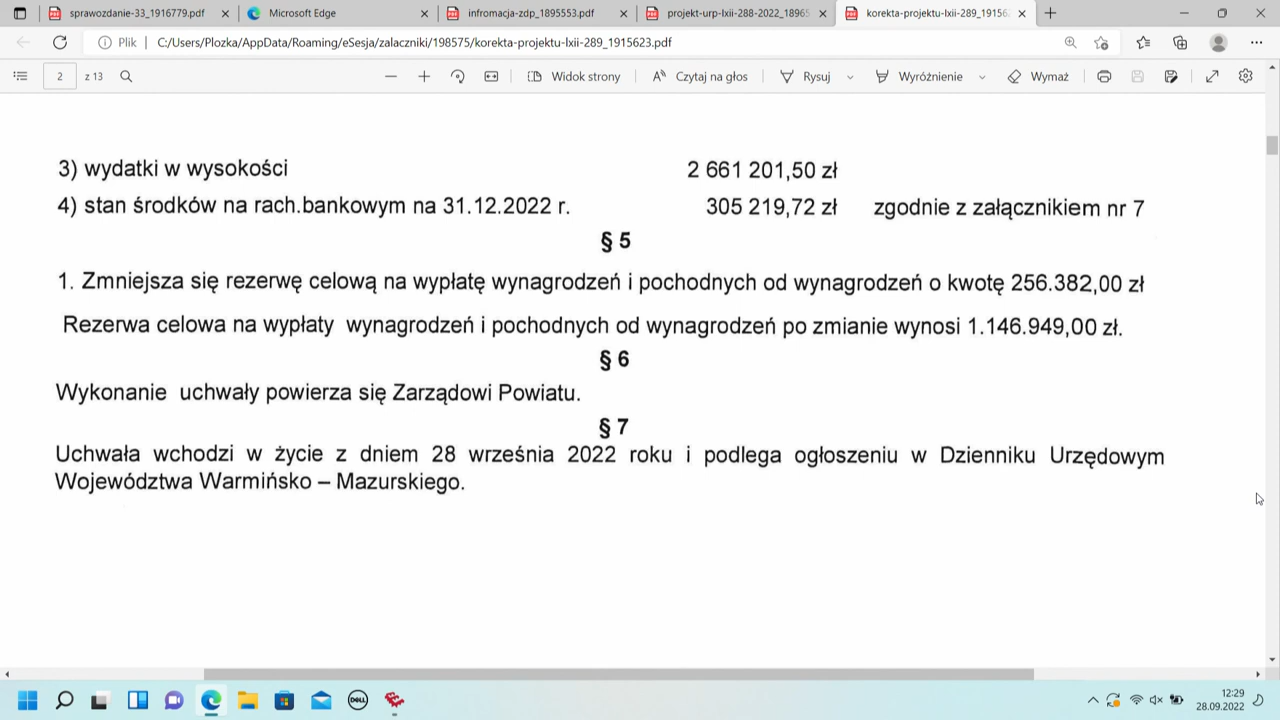 sprawozdanie-33_1916779.pdf
Microsoft Edge
infromacja-zdp_1895553.pdf
projekt-urp-lxii-288-2022_18965
korekta-projektu-lxii-289_19156
Plik
C:/Users/Plozka/AppData/Roaming/eSesja/zalaczniki/198575/korekta-projektu-lxii-289_1915623.pdf
2 z 13
Widok strony
Czytaj na głos
Rysuj
Wyróżnienie
Wymaż
3) wydatki w wysokości 2 661 201,50 zł
4) stan środków na rach.bankowym na 31.12.2022 r. 305 219,72 zł zgodnie z załącznikiem nr 7
§ 5
1. Zmniejsza się rezerwę celową na wypłatę wynagrodzeń i pochodnych od wynagrodzeń o kwotę 256.382,00 zł
Rezerwa celowa na wypłaty wynagrodzeń i pochodnych od wynagrodzeń po zmianie wynosi 1.146.949,00 zł.
§ 6
Wykonanie uchwały powierza się Zarządowi Powiatu.
§ 7
Uchwała wchodzi w życie z dniem 28 września 2022 roku i podlega ogłoszeniu w Dzienniku Urzędowym
Województwa Warmińsko – Mazurskiego.
DELL
12:29
28.09.2022